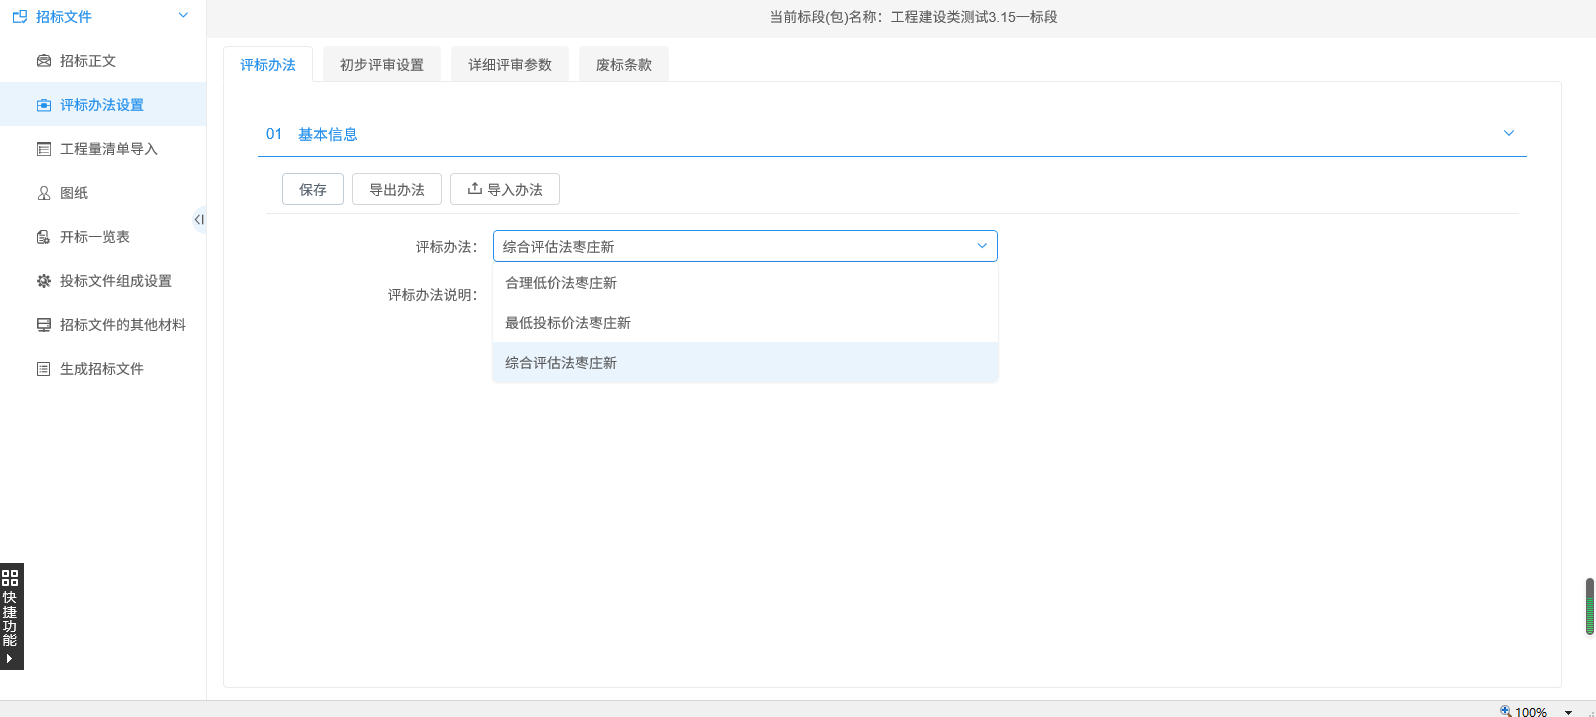 招标文件
当前标段(包)名称：工程建设类测试3.15一标段
招标正文
评标办法设置
工程量清单导入
图纸
开标一览表
投标文件组成设置
招标文件的其他材料
生成招标文件
评标办法
初步评审设置
详细评审参数
废标条款
01 基本信息
保存
导出办法
导入办法
评标办法：
综合评估法枣庄新
合理低价法枣庄新
评标办法说明：
最低投标价法枣庄新
综合评估法枣庄新
快捷功能
100%